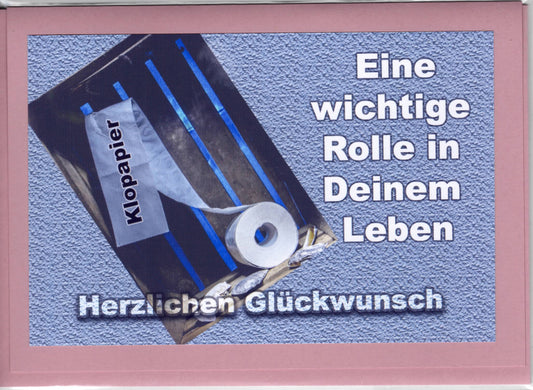 Eine
wichtige
Rolle in
Deinem
Leben
Klopapier
Herzlichen Glückwunsch